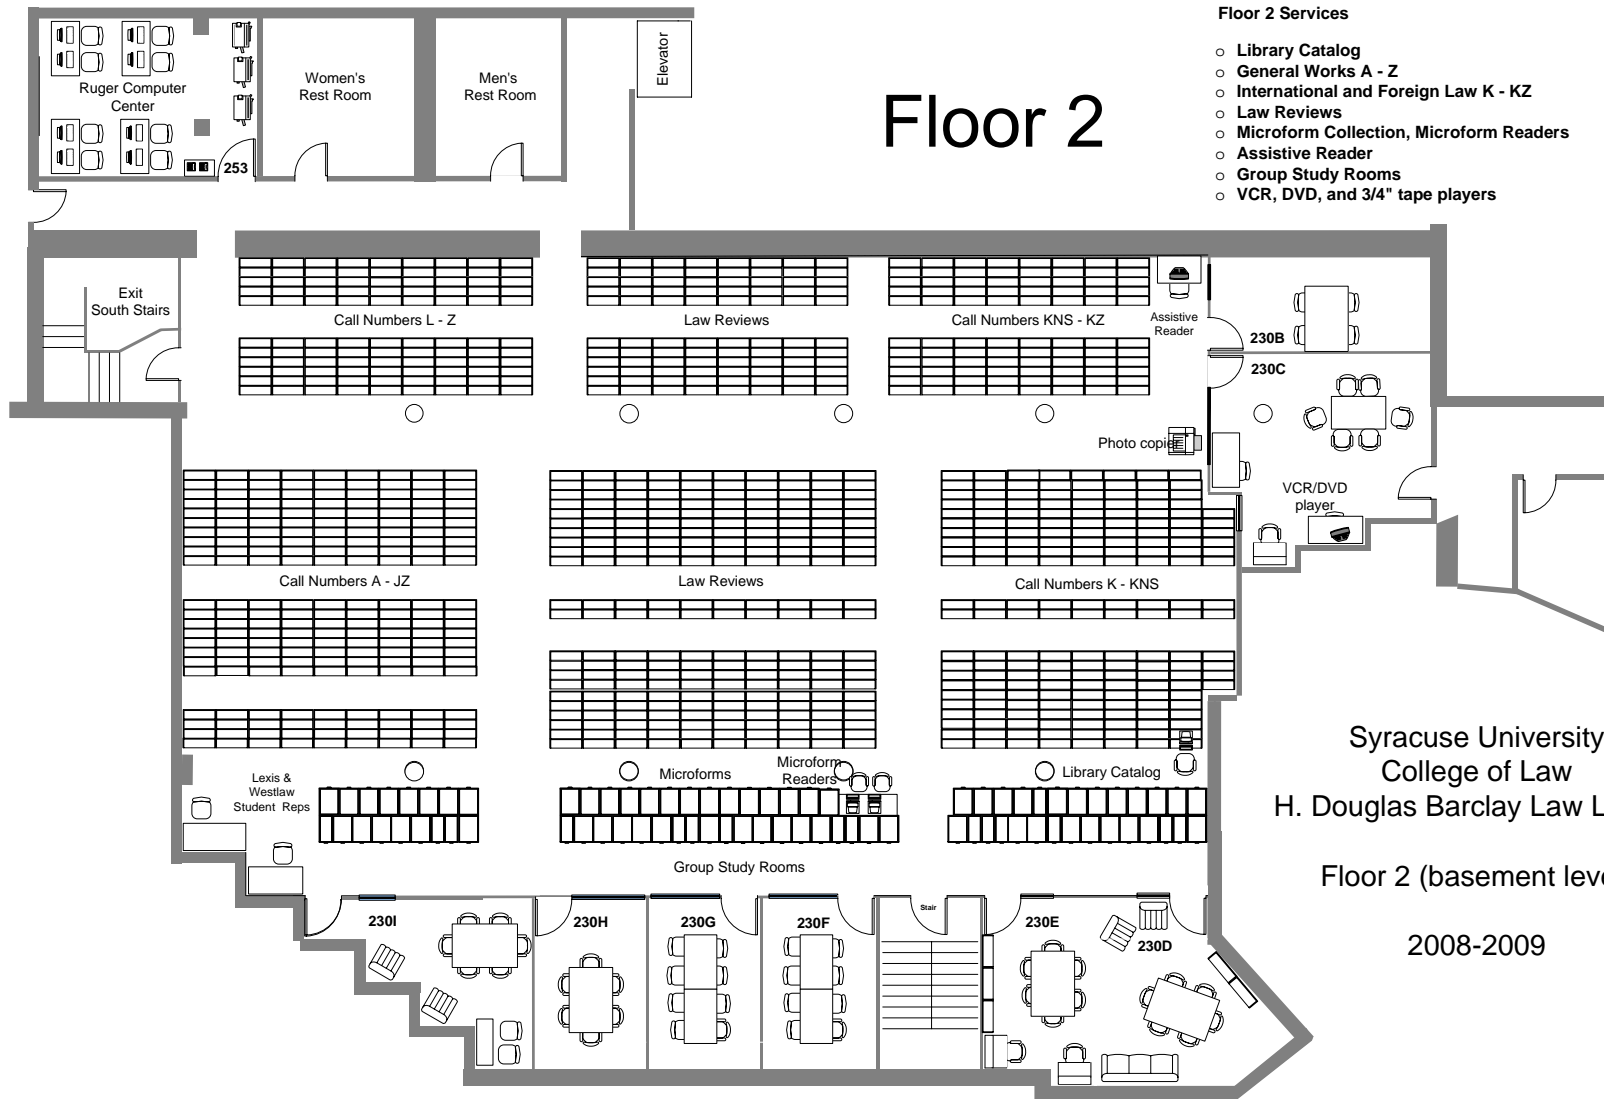 Floor 2 Services
Library Catalog
General Works A - Z
International and Foreign Law K - KZ
Law Reviews
Microform Collection, Microform Readers
Assistive Reader
Group Study Rooms
VCR, DVD, and 3/4" tape players
Floor 2
Elevator
Women's
Rest Room
Men's
Rest Room
Ruger Computer
Center
253
Exit
South Stairs
Call Numbers L - Z
Law Reviews
Call Numbers KNS - KZ
Assistive
Reader
230B
230C
Photo copier
VCR/DVD
player
Call Numbers A - JZ
Law Reviews
Call Numbers K - KNS
Lexis &
Westlaw
Student Reps
Microforms
Microform
Readers
Library Catalog
Group Study Rooms
230I
230H
230G
230F
Stair
230E
230D
Syracuse University
College of Law
H. Douglas Barclay Law L
Floor 2 (basement leve
2008-2009